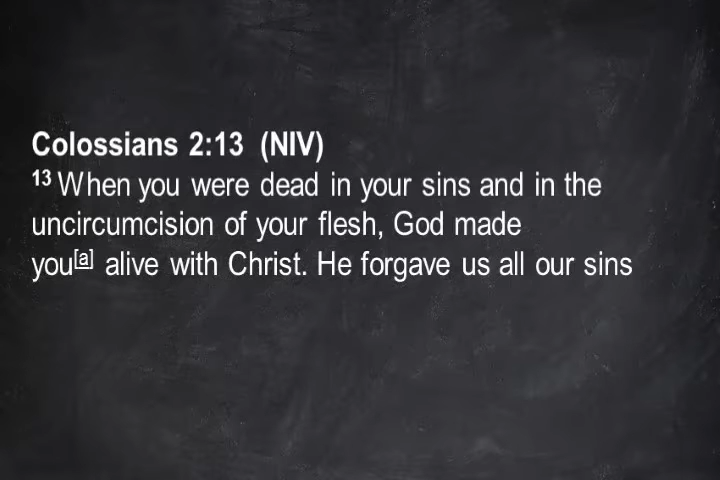 Colossians 2:13  (NIV)
13 When you were dead in your sins and in the
uncircumcision of your flesh, God made
you[a] alive with Christ. He forgave us all our sins